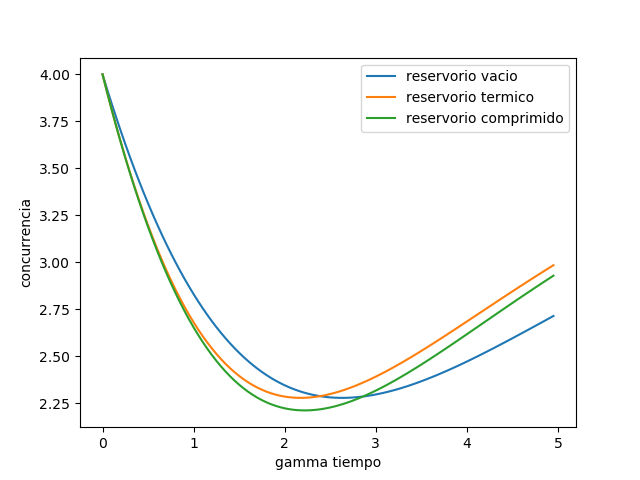 reservorio vacio
reservorio termico
reservorio comprimido
concurrencia
4.00
3.75
3.50
3.25
3.00
2.75
2.50
2.25
0 1 2 3 4 5
gamma tiempo